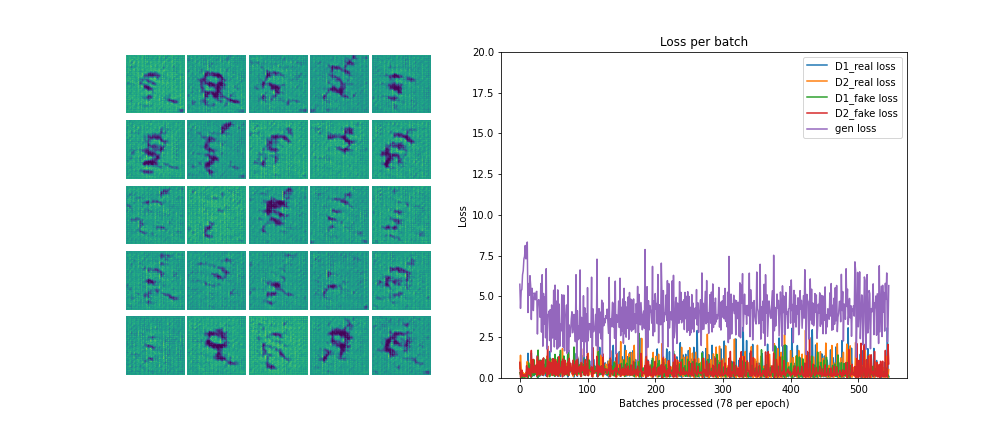 Loss per batch
20.0
17.5
15.0
12.5
10.0
7.5
5.0
2.5
0.0
Loss
D1_real loss
D2_real loss
D1_fake loss
D2_fake loss
gen loss
0 100 200 300 400 500
Batches processed (78 per epoch)